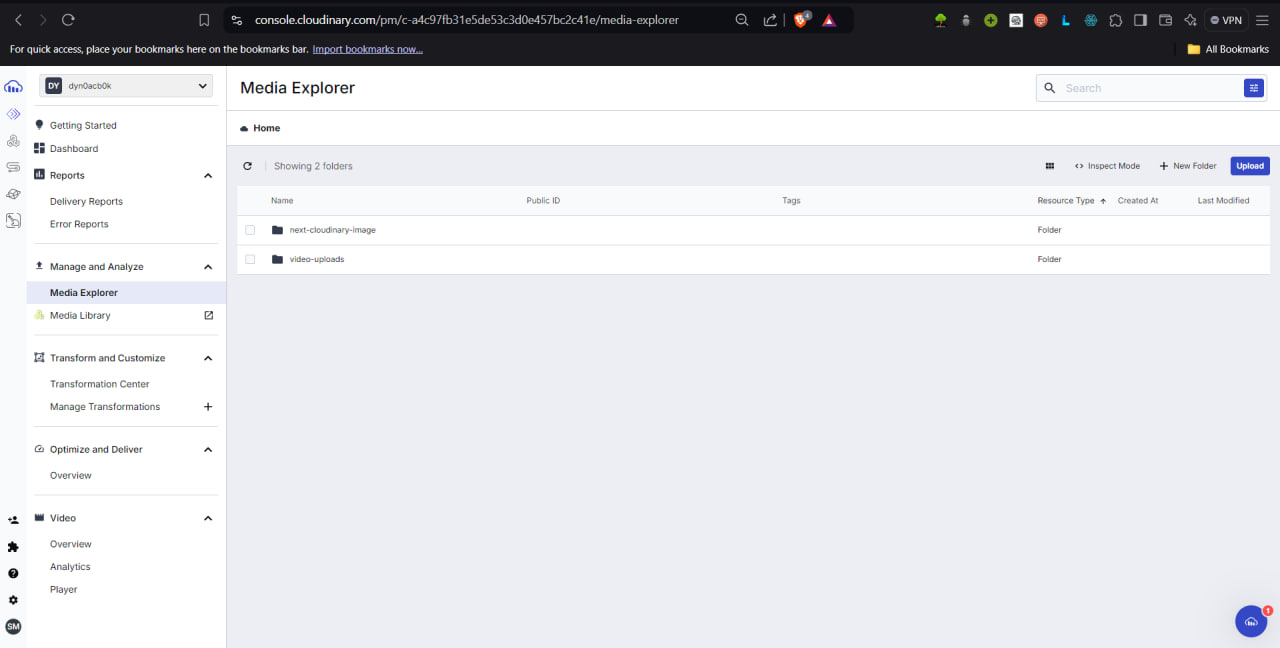 console.cloudinary.com/pm/c-a4c97fb31e5de53c3d0e457bc2c41e/media-explorer
4
VPN
For quick access, place your bookmarks here on the bookmarks bar. Import bookmarks now...
All Bookmarks
DY dyn0acb0k
Getting Started
Dashboard
Reports
Delivery Reports
Error Reports
Manage and Analyze
Media Explorer
Media Library
Transform and Customize
Transformation Center
Manage Transformations
Optimize and Deliver
Overview
Video
Overview
Analytics
Player
SM
Media Explorer
Search
Home
Showing 2 folders
Inspect Mode
New Folder
Upload
Name Public ID Tags Resource Type Created At Last Modified
next-cloudinary-image Folder
video-uploads Folder
1